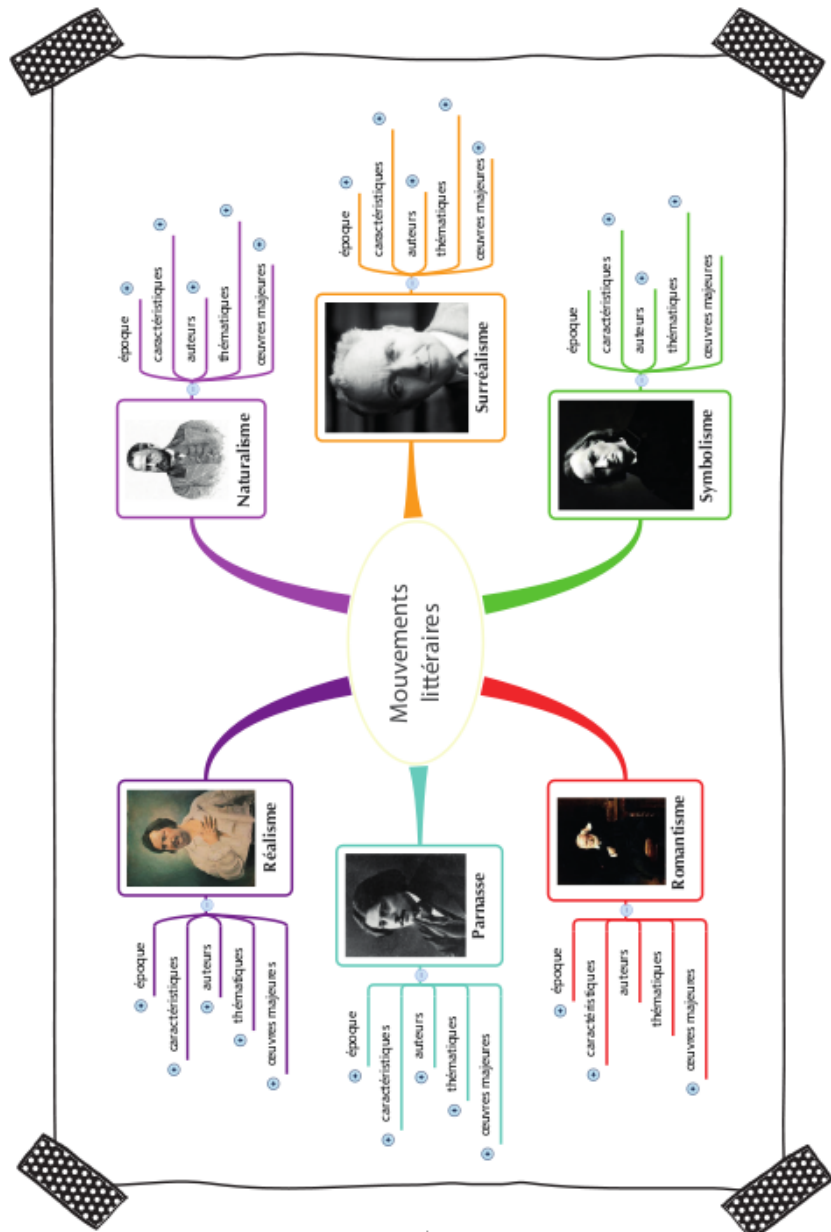 Mouvements
littéraires
Réalisme
époque
caractéristiques
auteurs
thématiques
œuvres majeures
Parnasse
époque
caractéristiques
auteurs
thématiques
œuvres majeures
Romantisme
époque
caractéristiques
auteurs
thématiques
œuvres majeures
Naturalisme
époque
caractéristiques
auteurs
thématiques
œuvres majeures
Surréalisme
époque
caractéristiques
auteurs
thématiques
œuvres majeures
Symbolisme
époque
caractéristiques
auteurs
thématiques
œuvres majeures